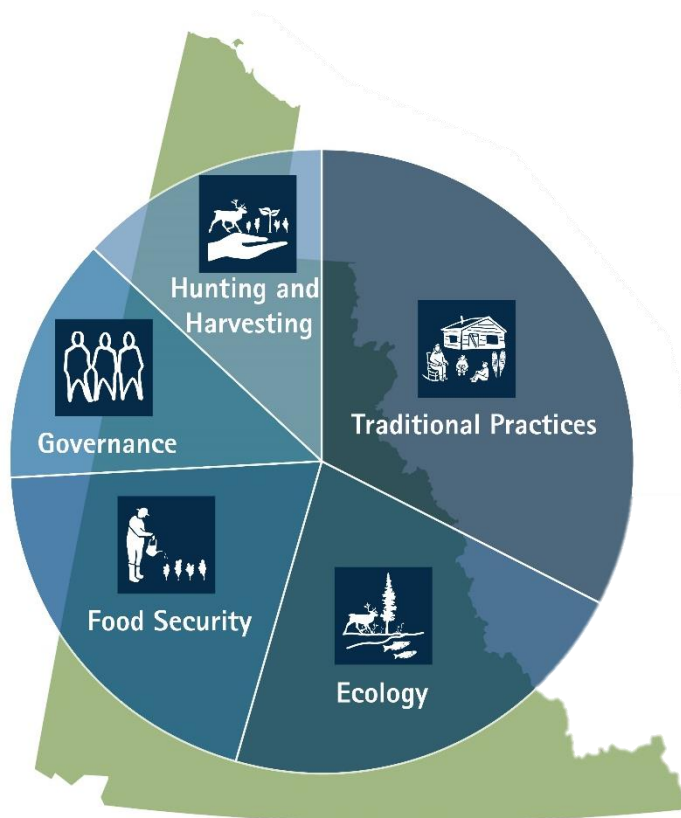 Hunting and
Harvesting
Traditional Practices
Governance
Food Security
Ecology